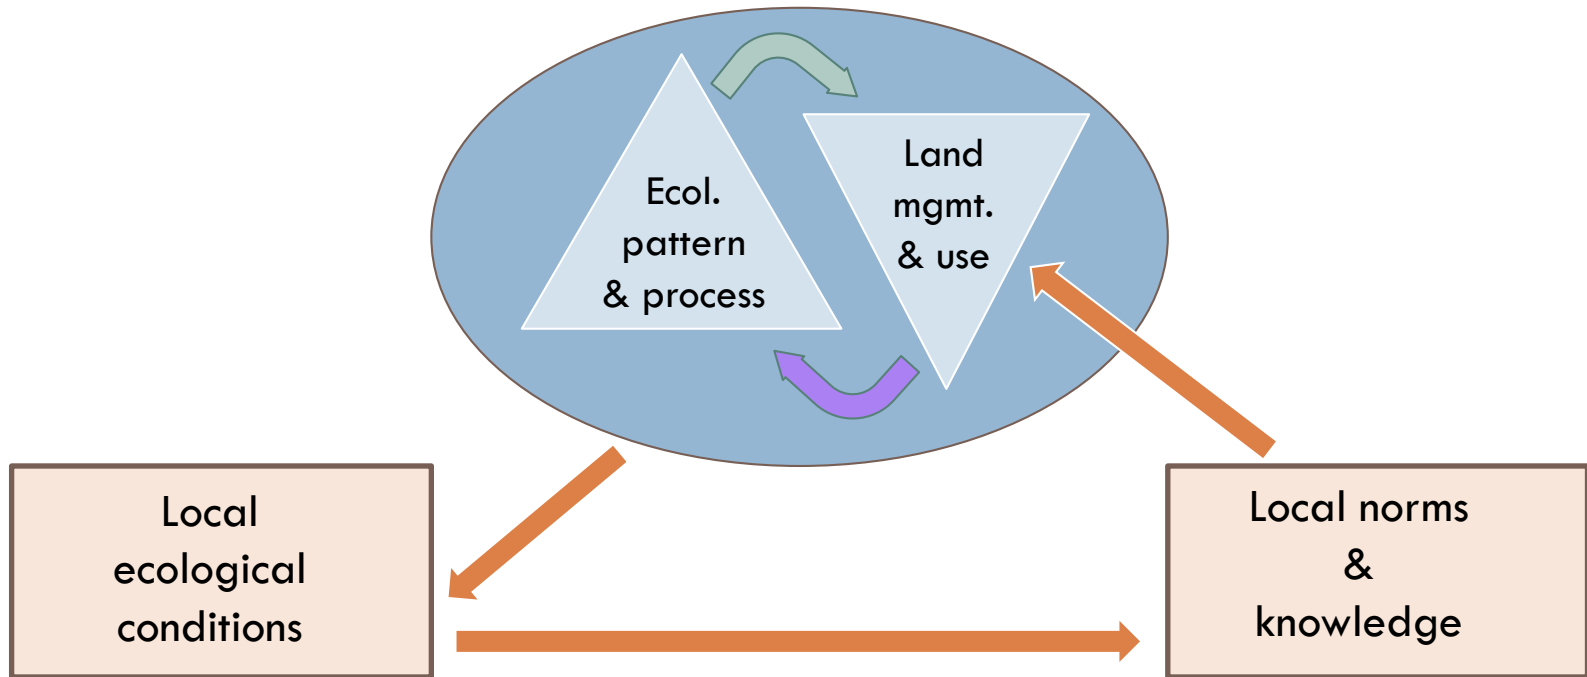 Ecol.
pattern
& process
Land
mgmt.
& use
Local
ecological
conditions
Local norms
&
knowledge